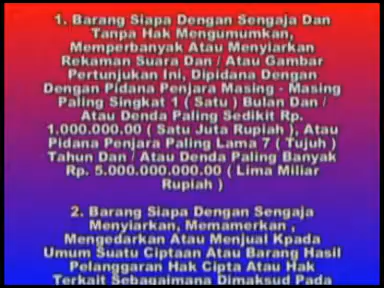 1. Barang Siapa Dengan Sengaja Dan
Tanpa Hak Mengumumkan,
Memperbanyak Atau Menyiarkan
Rekaman Suara Dan / Atau Gambar
Pertunjukan Ini, Dipidana Dengan
Dengan Pidana Penjara Masing - Masing
Paling Singkat 1 ( Satu ) Bulan Dan /
Atau Denda Paling Sedikit Rp.
1.000.000,00 ( Satu Juta Rupiah ), Atau
Pidana Penjara Paling Lama 7 ( Tujuh )
Tahun Dan / Atau Denda Paling Banyak
Rp. 5.000.000.000.00 ( Lima Miliar
Rupiah )
2. Barang Siapa Dengan Sengaja
Menyiarkan, Memamerkan ,
Mengedarkan Atau Menjual Kpada
Umum Suatu Ciptaan Atau Barang Hasil
Pelanggaran Hak Cipta Atau Hak
Terkait Sebagaimana Dimaksud Pada